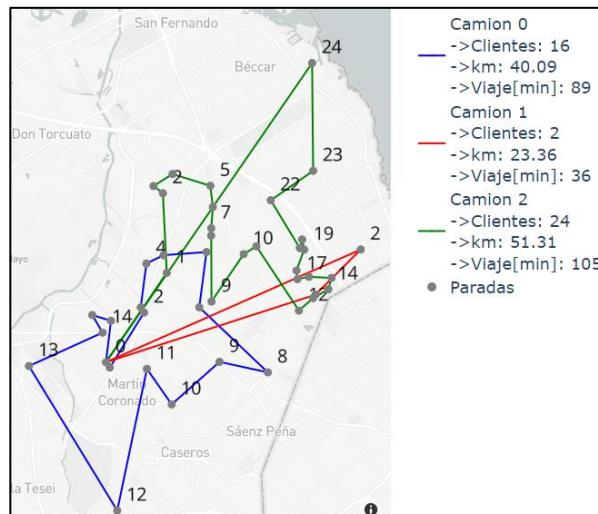 San Fernando
24
Béccar
Don Torcuato
23
2
5
22
7
19
2
4
10
1
17
14
9
12
2
14
0
11
9
13
8
Martín
Coronado
10
Sáenz Peña
Caseros
la Tesei
12
Camion 0
->Clientes: 16
->km: 40.09
->Viaje[min]: 89
Camion 1
->Clientes: 2
->km: 23.36
->Viaje[min]: 36
Camion 2
->Clientes: 24
->km: 51.31
->Viaje[min]: 105
Paradas